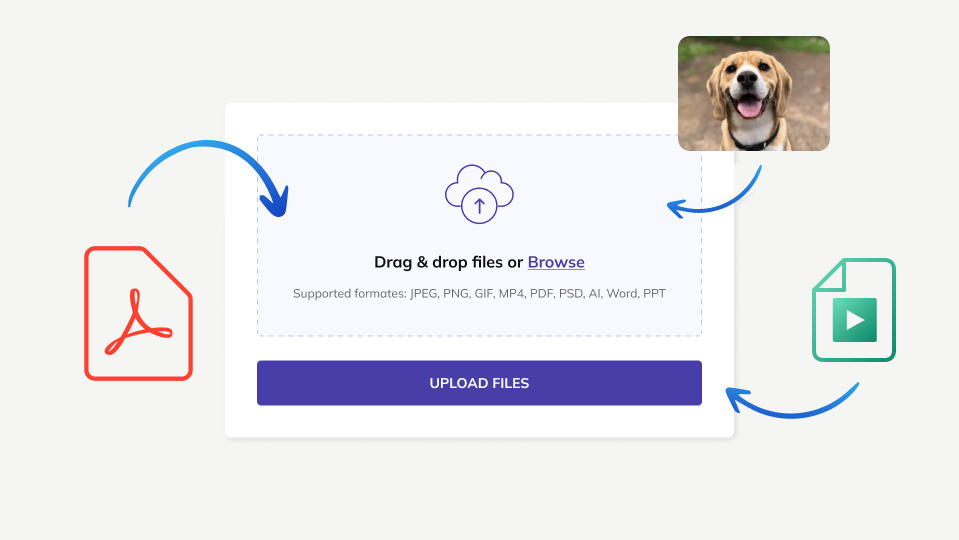 Drag & drop files or Browse
Supported formates: JPEG, PNG, GIF, MP4, PDF, PSD, AI, Word, PPT
UPLOAD FILES